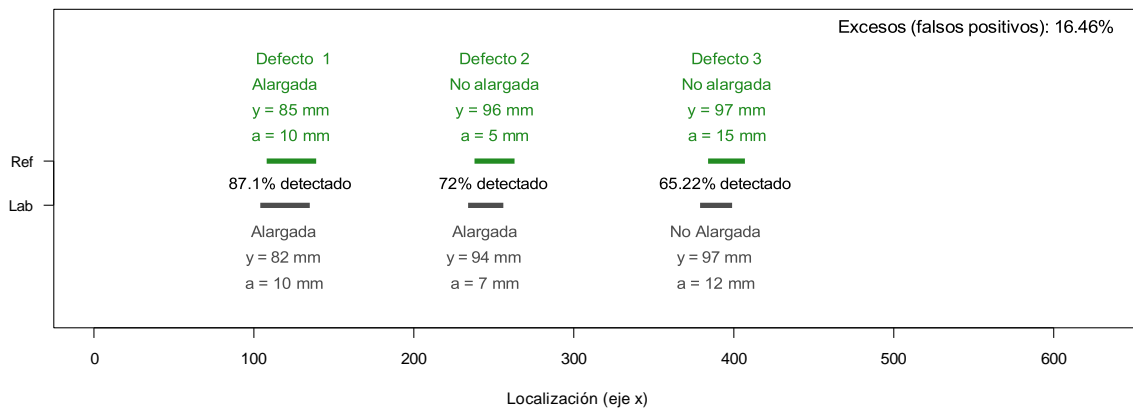 Excesos (falsos positivos): 16.46%
Defecto 1 Defecto 2 Defecto 3
Alargada No alargada No alargada
y = 85 mm y = 96 mm y = 97 mm
a = 10 mm a = 5 mm a = 15 mm
Ref
87.1% detectado 72% detectado 65.22% detectado
Lab
Alargada Alargada No Alargada
y = 82 mm y = 94 mm y = 97 mm
a = 10 mm a = 7 mm a = 12 mm
0 100 200 300 400 500 600
Localización (eje x)